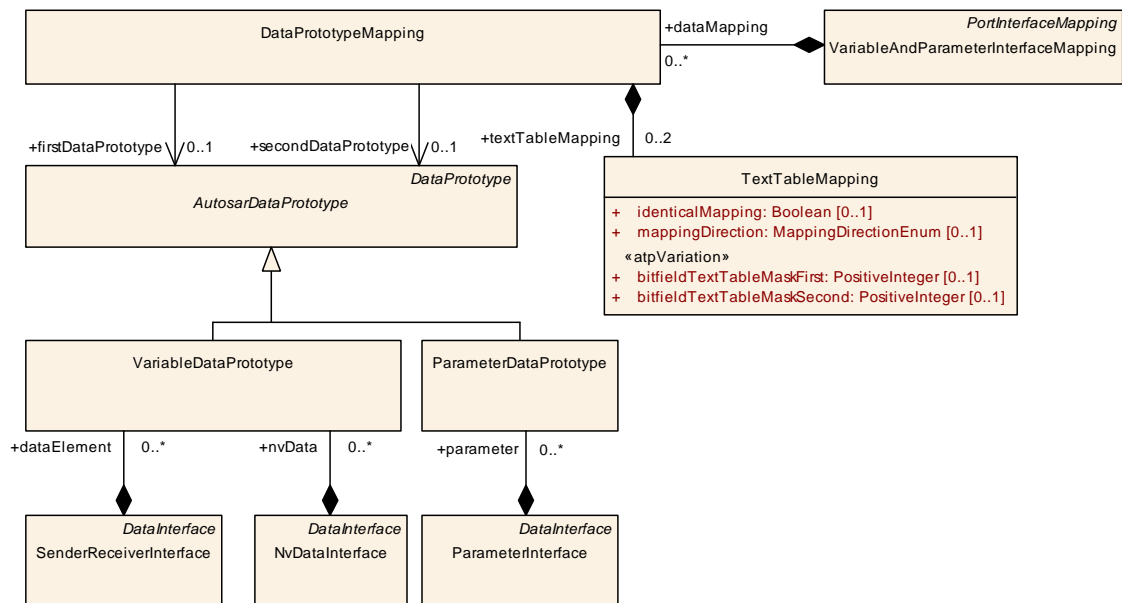 DataPrototypeMapping
+dataMapping
0..*
PortInterfaceMapping
VariableAndParameterInterfaceMapping
+firstDataPrototype
0..1
+secondDataPrototype
0..1
+textTableMapping
0..2
DataPrototype
AutosarDataPrototype
TextTableMapping
+ identicalMapping: Boolean [0..1]
+ mappingDirection: MappingDirectionEnum [0..1]
«atpVariation»
+ bitfieldTextTableMaskFirst: PositiveInteger [0..1]
+ bitfieldTextTableMaskSecond: PositiveInteger [0..1]
VariableDataPrototype
ParameterDataPrototype
+dataElement
0..*
+nvData
0..*
+parameter
0..*
DataInterface
SenderReceiverInterface
DataInterface
NvDataInterface
DataInterface
ParameterInterface